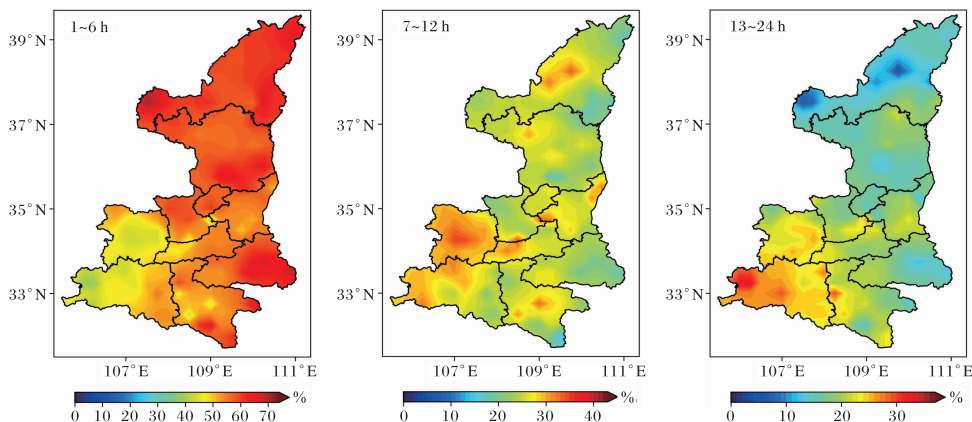 1~6 h
7~12 h
13~24 h
39° N
37° N
35° N
33° N
107° E
109° E
111° E
39° N
37° N
35° N
33° N
107° E
109° E
111° E
39° N
37° N
35° N
33° N
107° E
109° E
111° E
0 10 20 30 40 50 60 70 %
0 10 20 30 40 %
0 10 20 30 %